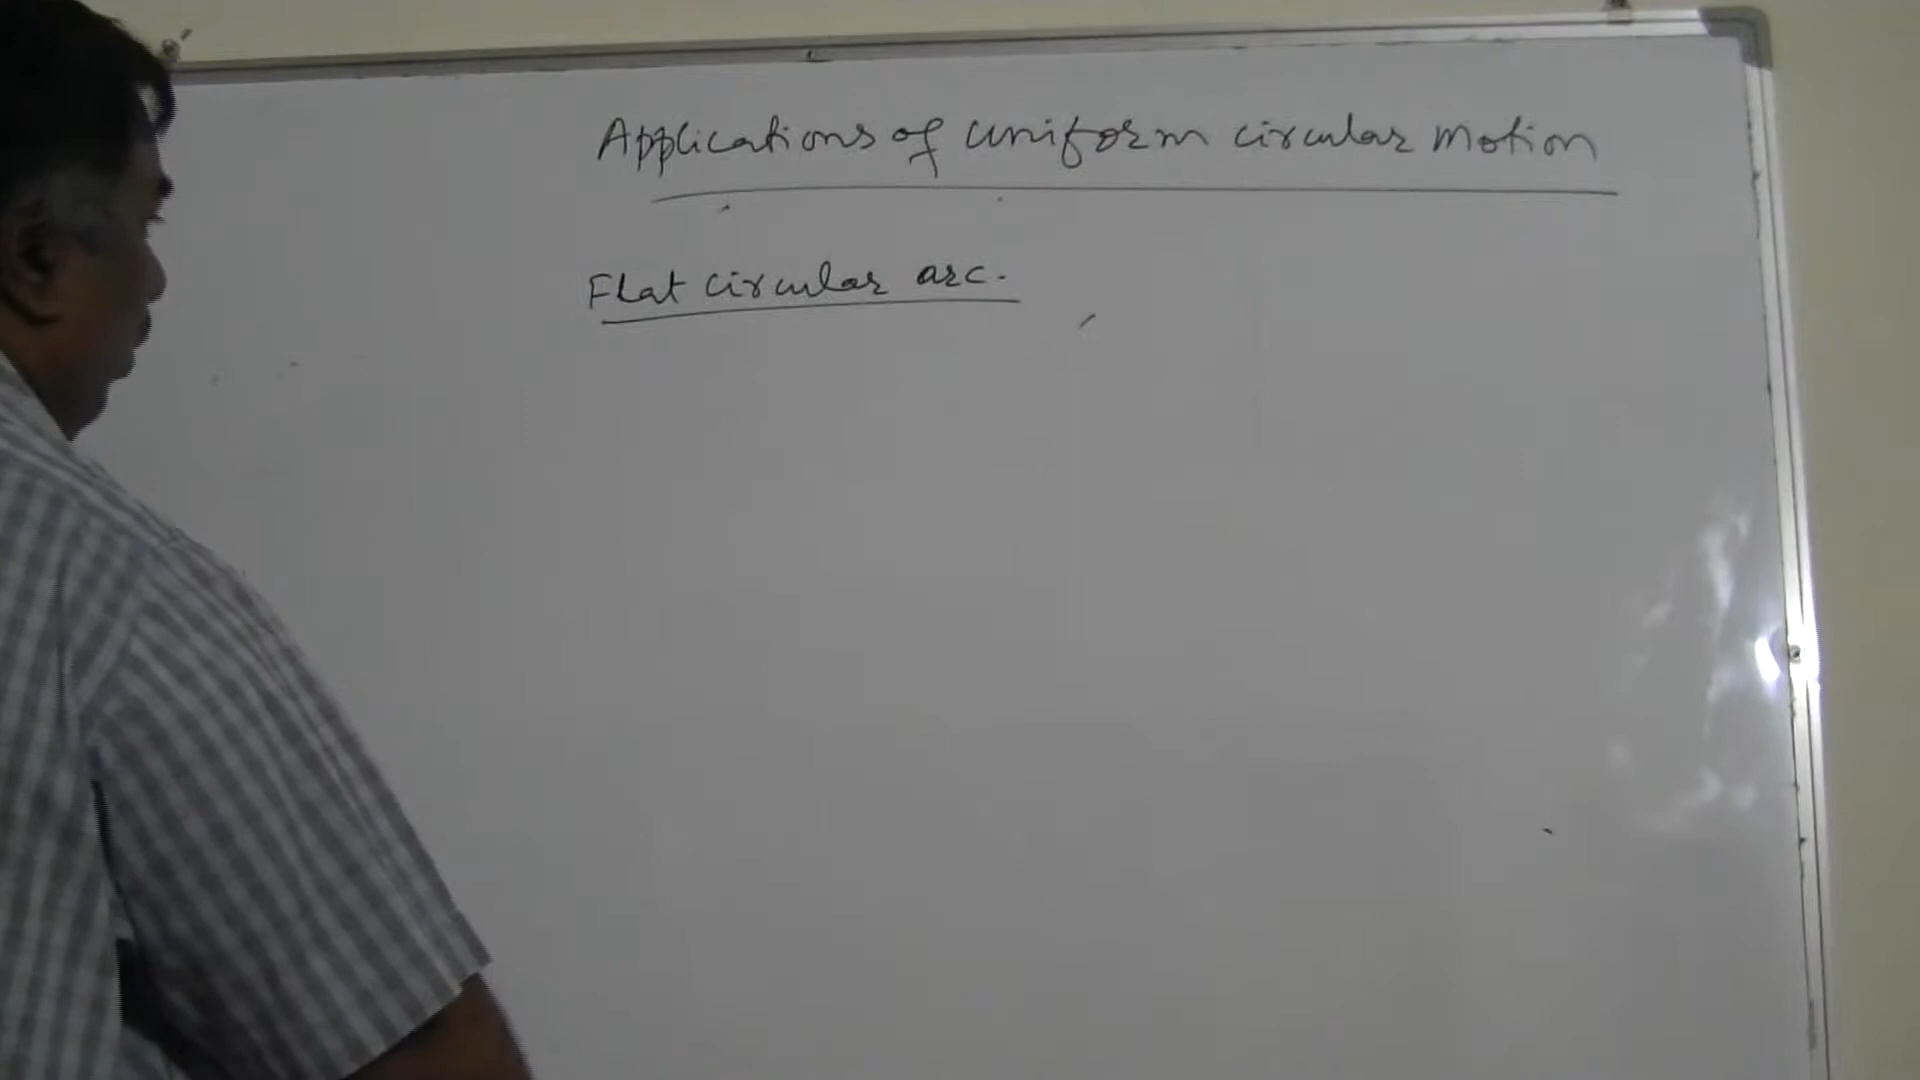 Applications of uniform circular motion
Flat circular arc.